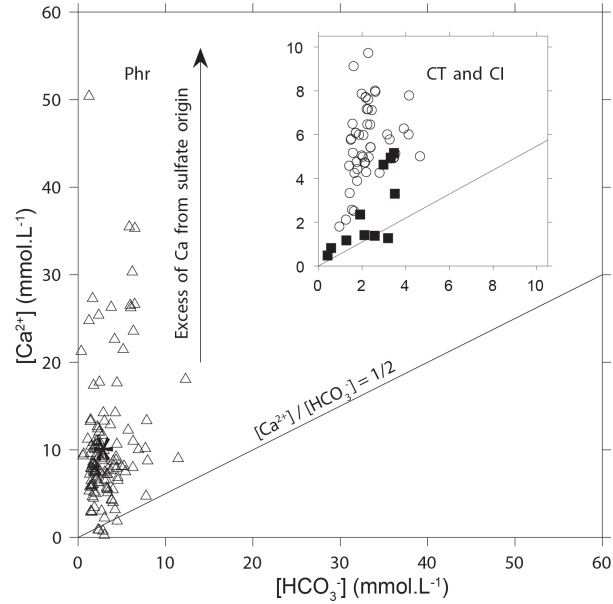 60
50
40
30
20
10
0
[Ca²⁺] (mmol.L⁻¹)
Phr
Excess of Ca from sulfate origin
CT and CI
10
8
6
4
2
0
0 2 4 6 8 10
[Ca²⁺] / [HCO₃⁻] = 1/2
0 10 20 30 40 50 60
[HCO₃⁻] (mmol.L⁻¹)